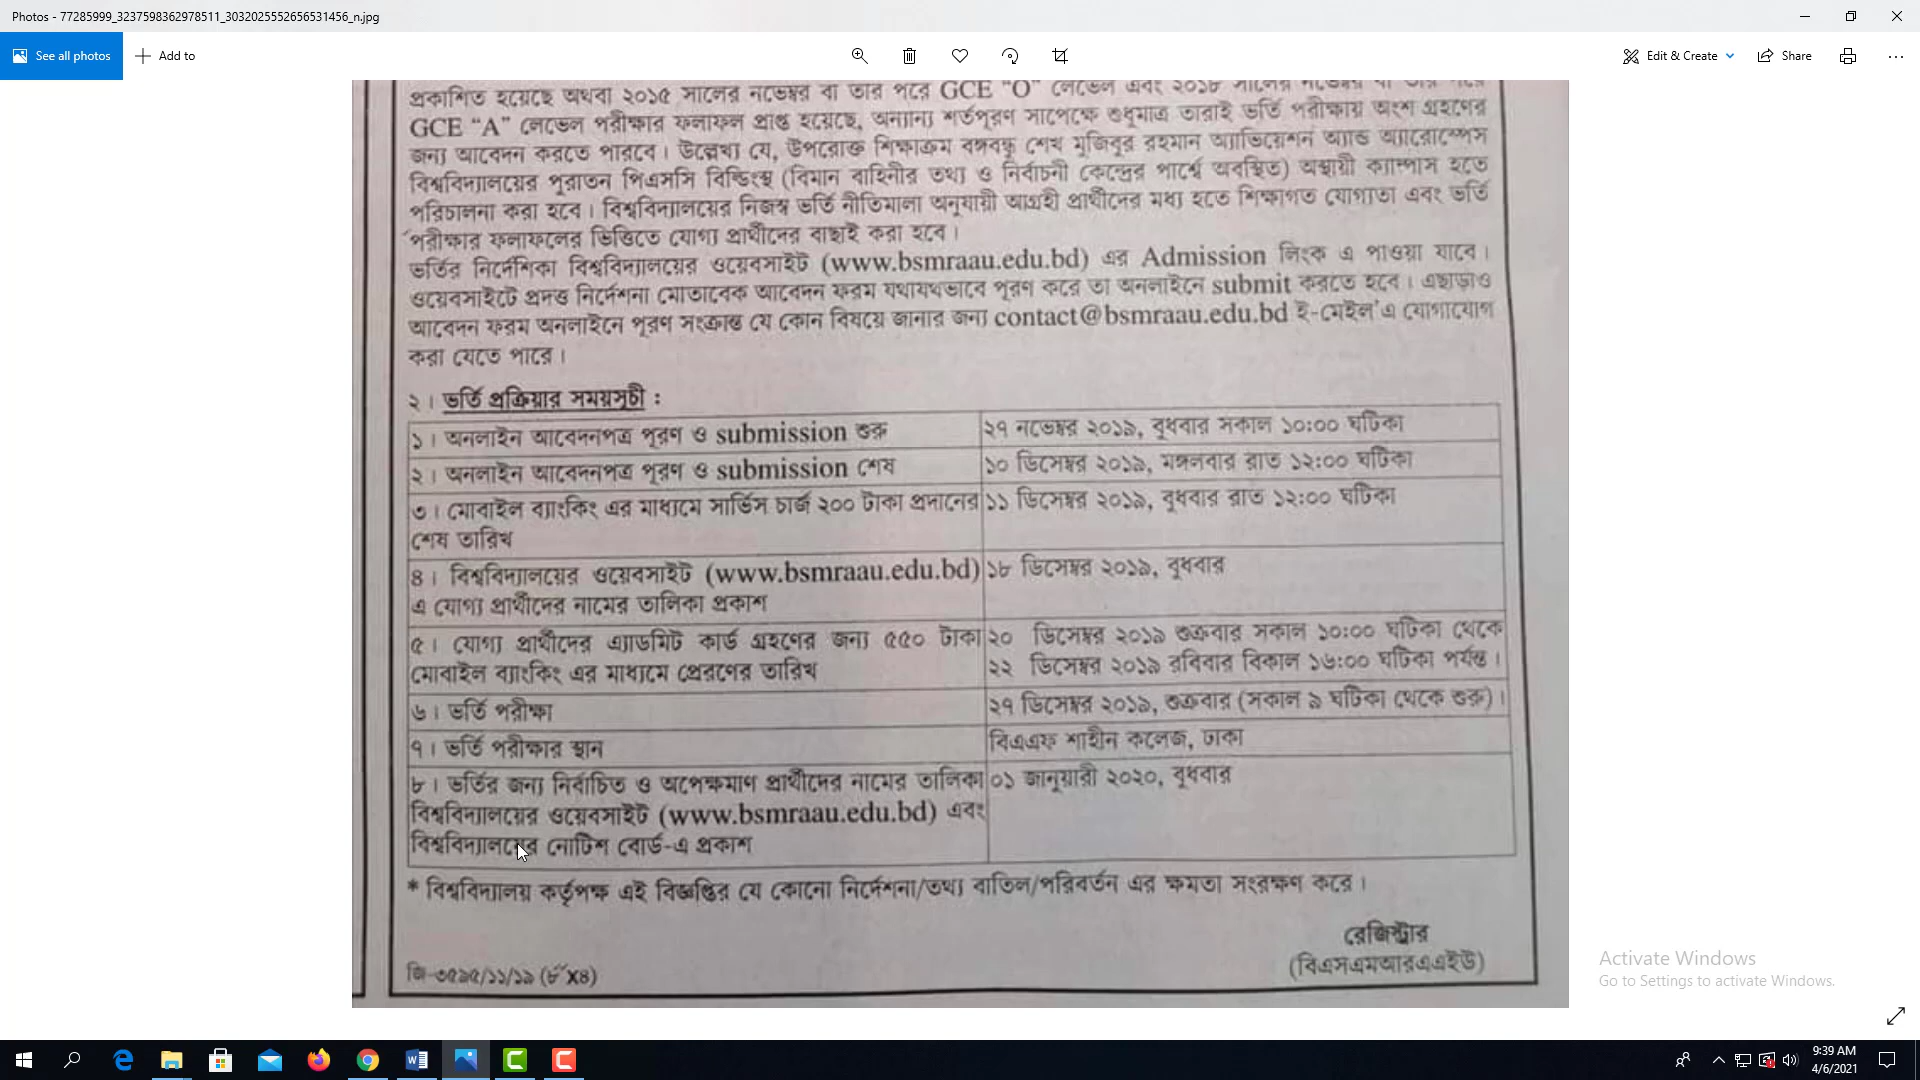 Photos - 77285999_3237598362978511_3032025552656531456_n.jpg
See all photos
Add to
Edit & Create
Share
প্রকাশিত হয়েছে অথবা ২০১৫ সালের নভেম্বর বা তার পরে GCE “O” লেভেল এবং ২০১৮ সালের নভেম্বর বা তার পরে
GCE “A” লেভেল পরীক্ষার ফলাফল প্রাপ্ত হয়েছে, অন্যান্য শর্তপূরণ সাপেক্ষে শুধুমাত্র তারাই ভর্তি পরীক্ষায় অংশ গ্রহণের
জন্য আবেদন করতে পারবে। উল্লেখ্য যে, উপরোক্ত শিক্ষাক্রম বঙ্গবন্ধু শেখ মুজিবুর রহমান অ্যাভিয়েশন অ্যান্ড অ্যারোস্পেস
বিশ্ববিদ্যালয়ের পুরাতন পিএসসি বিল্ডিংস্থ (বিমান বাহিনীর তথ্য ও নির্বাচনী কেন্দ্রের পার্শ্বে অবস্থিত) অস্থায়ী ক্যাম্পাস হতে
পরিচালনা করা হবে। বিশ্ববিদ্যালয়ের নিজস্ব ভর্তি নীতিমালা অনুযায়ী আগ্রহী প্রার্থীদের মধ্য হতে শিক্ষাগত যোগ্যতা এবং ভর্তি
পরীক্ষার ফলাফলের ভিত্তিতে যোগ্য প্রার্থীদের বাছাই করা হবে।
ভর্তির নির্দেশিকা বিশ্ববিদ্যালয়ের ওয়েবসাইট (www.bsmraau.edu.bd) এর Admission লিংক এ পাওয়া যাবে।
ওয়েবসাইটে প্রদত্ত নির্দেশনা মোতাবেক আবেদন ফরম যথাযথভাবে পূরণ করে তা অনলাইনে submit করতে হবে। এছাড়াও
আবেদন ফরম অনলাইনে পূরণ সংক্রান্ত যে কোন বিষয়ে জানার জন্য contact@bsmraau.edu.bd ই-মেইল'এ যোগাযোগ
করা যেতে পারে।
২। ভর্তি প্রক্রিয়ার সময়সূচী :
১। অনলাইন আবেদনপত্র পূরণ ও submission শুরু ২৭ নভেম্বর ২০১৯, বুধবার সকাল ১০:০০ ঘটিকা
২। অনলাইন আবেদনপত্র পূরণ ও submission শেষ ১০ ডিসেম্বর ২০১৯, মঙ্গলবার রাত ১২:০০ ঘটিকা
৩। মোবাইল ব্যাংকিং এর মাধ্যমে সার্ভিস চার্জ ২০০ টাকা প্রদানের ১১ ডিসেম্বর ২০১৯, বুধবার রাত ১২:০০ ঘটিকা
শেষ তারিখ
৪। বিশ্ববিদ্যালয়ের ওয়েবসাইট (www.bsmraau.edu.bd) ১৮ ডিসেম্বর ২০১৯, বুধবার
এ যোগ্য প্রার্থীদের নামের তালিকা প্রকাশ
৫। যোগ্য প্রার্থীদের এ্যাডমিট কার্ড গ্রহণের জন্য ৫৫০ টাকা ২০ ডিসেম্বর ২০১৯ শুক্রবার সকাল ১০:০০ ঘটিকা থেকে
মোবাইল ব্যাংকিং এর মাধ্যমে প্রেরণের তারিখ ২২ ডিসেম্বর ২০১৯ রবিবার বিকাল ১৬:০০ ঘটিকা পর্যন্ত।
৬। ভর্তি পরীক্ষা ২৭ ডিসেম্বর ২০১৯, শুক্রবার (সকাল ৯ ঘটিকা থেকে শুরু)।
৭। ভর্তি পরীক্ষার স্থান বিএএফ শাহীন কলেজ, ঢাকা
৮। ভর্তির জন্য নির্বাচিত ও অপেক্ষমাণ প্রার্থীদের নামের তালিকা ০১ জানুয়ারী ২০২০, বুধবার
বিশ্ববিদ্যালয়ের ওয়েবসাইট (www.bsmraau.edu.bd) এবং
বিশ্ববিদ্যালয়ের নোটিশ বোর্ড-এ প্রকাশ
* বিশ্ববিদ্যালয় কর্তৃপক্ষ এই বিজ্ঞপ্তির যে কোনো নির্দেশনা/তথ্য বাতিল/পরিবর্তন এর ক্ষমতা সংরক্ষণ করে।
রেজিস্ট্রার
(বিএসএমআরএএইউ)
জি-৩৫৯৫/১১/১৯ (৮˝X৪)
Activate Windows
Go to Settings to activate Windows.
9:39 AM
4/6/2021